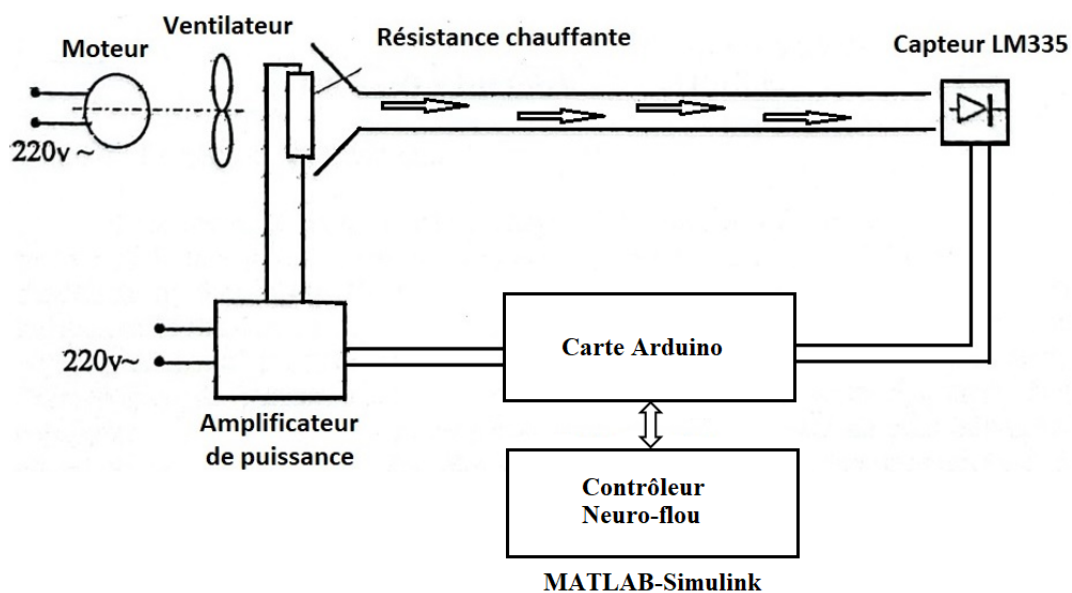 Moteur
Ventilateur
Résistance chauffante
Capteur LM335
220v ~
220v~
Carte Arduino
Amplificateur
de puissance
Contrôleur
Neuro-flou
MATLAB-Simulink